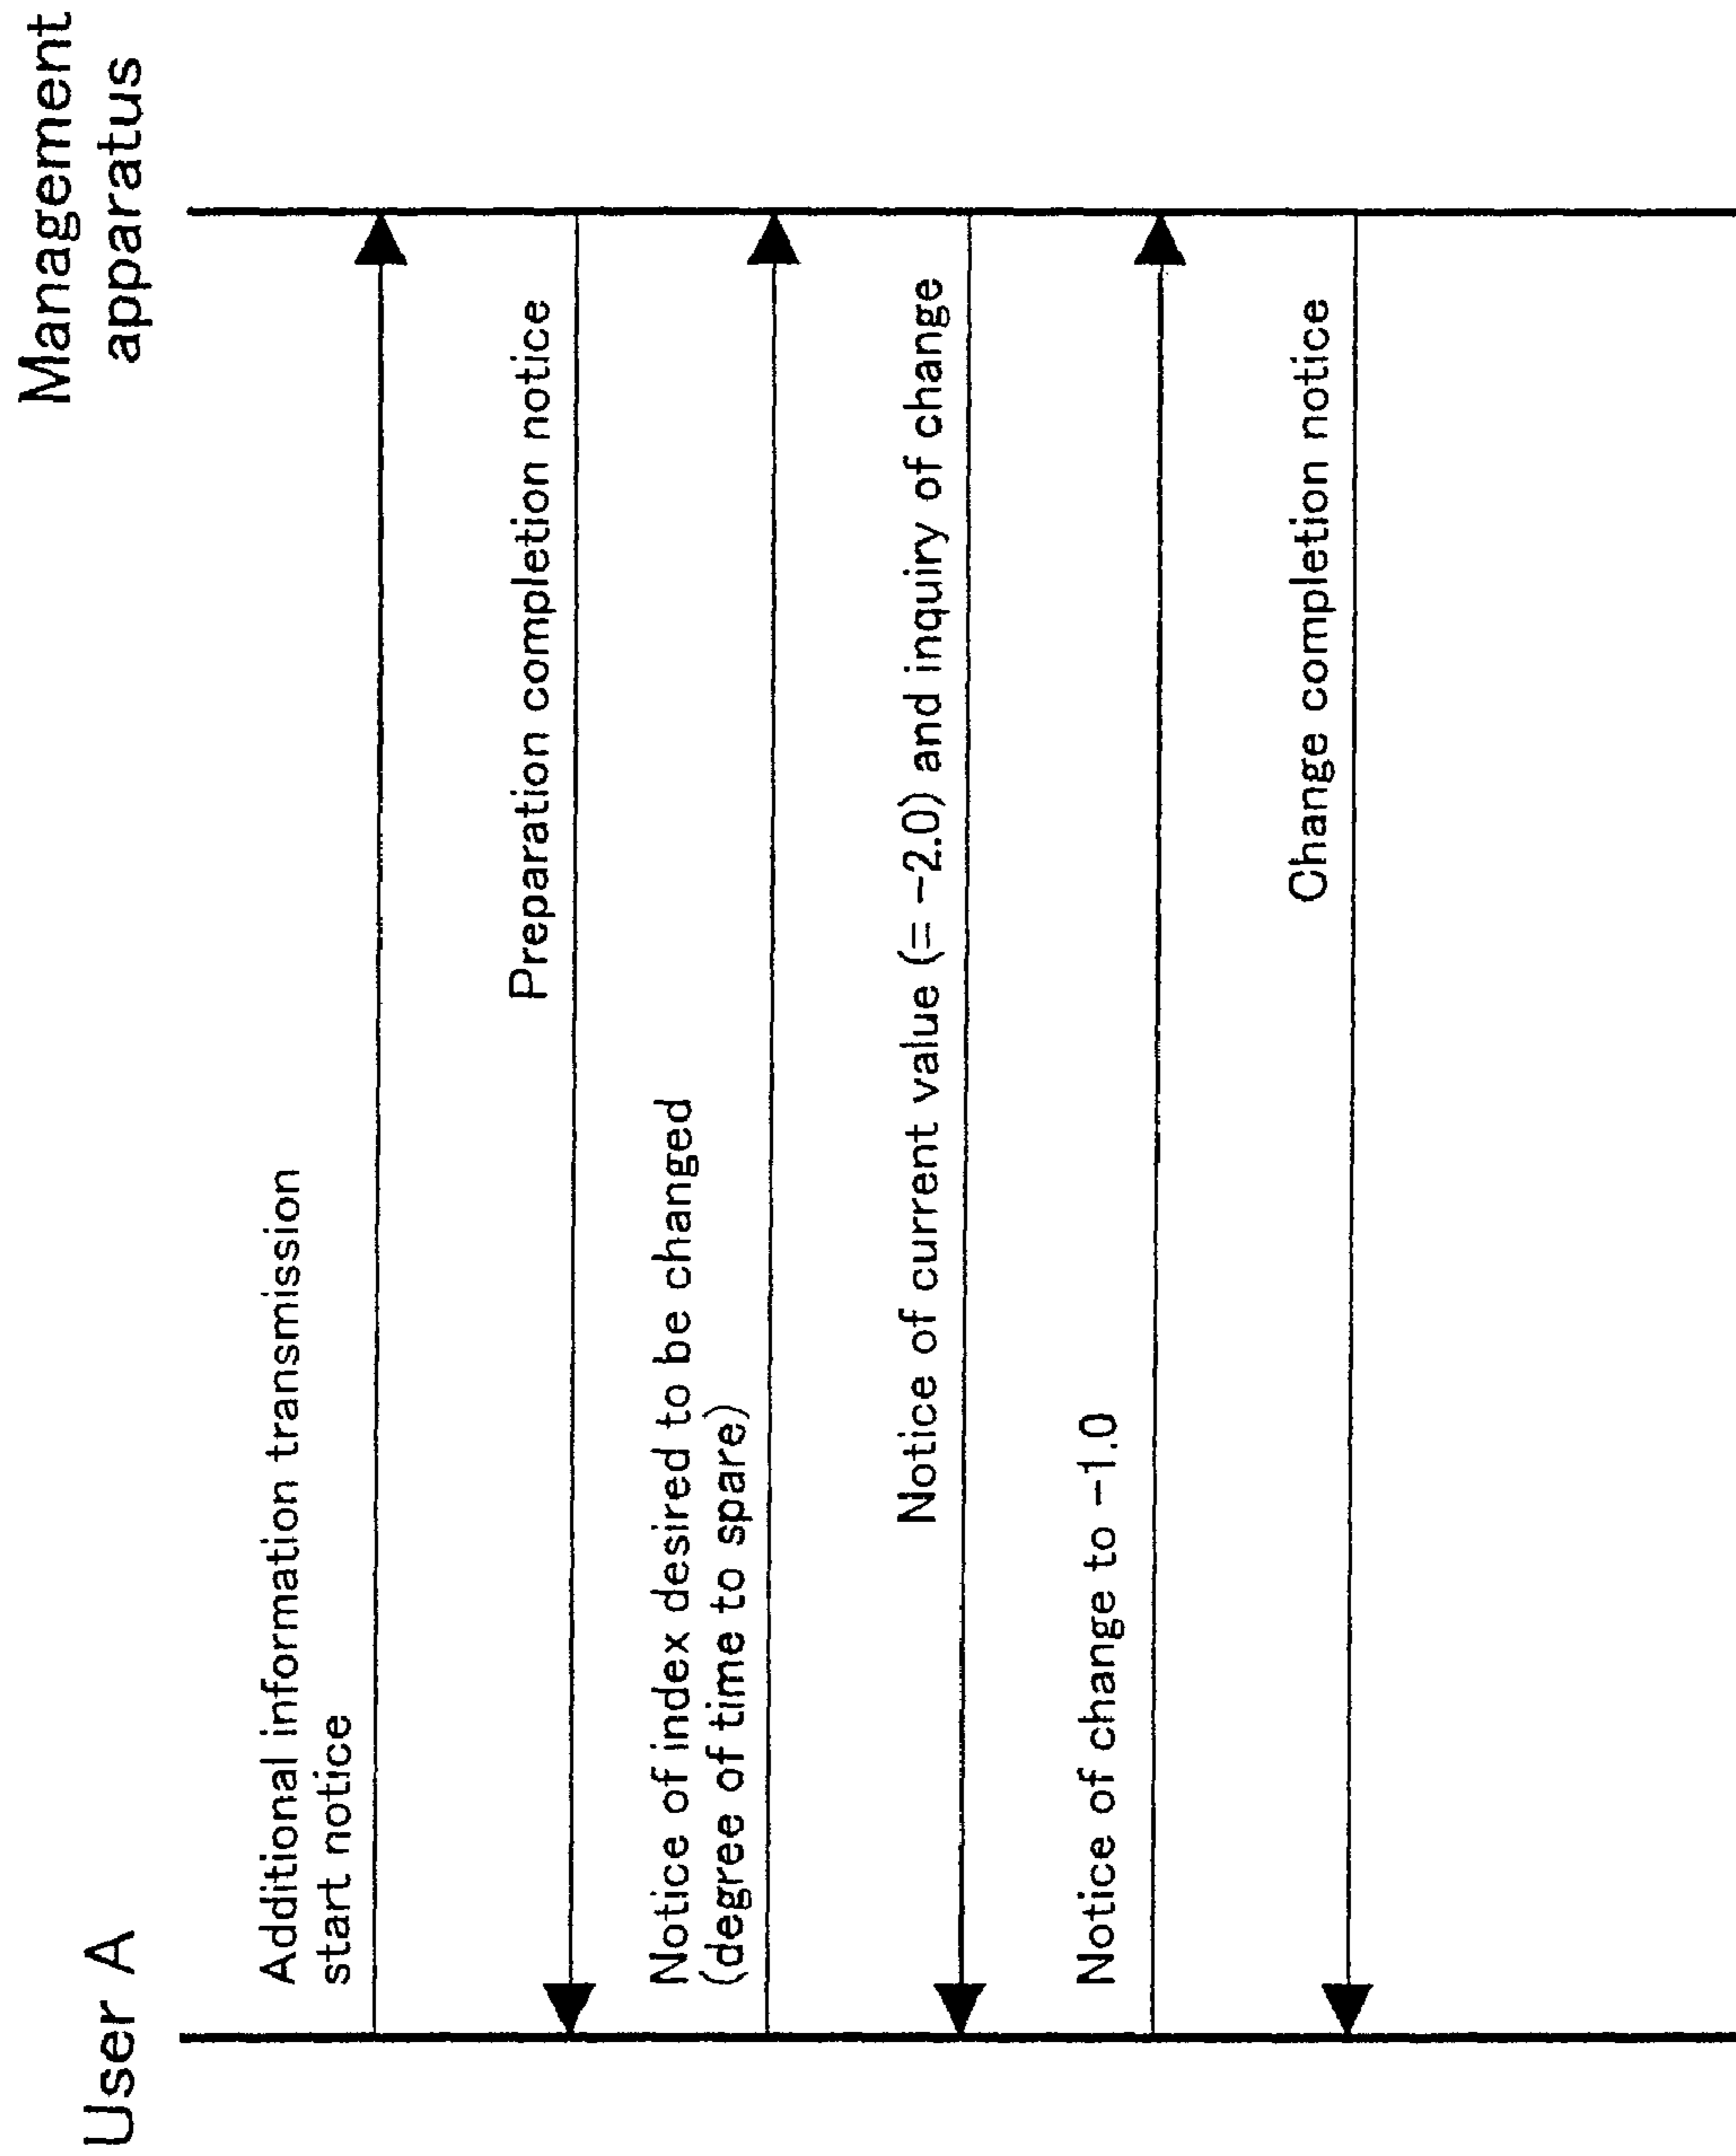 User A
Management
apparatus
Additional information transmission
start notice
Preparation completion notice
Notice of index desired to be changed
(degree of time to spare)
Notice of current value (= −2.0) and inquiry of change
Notice of change to −1.0
Change completion notice